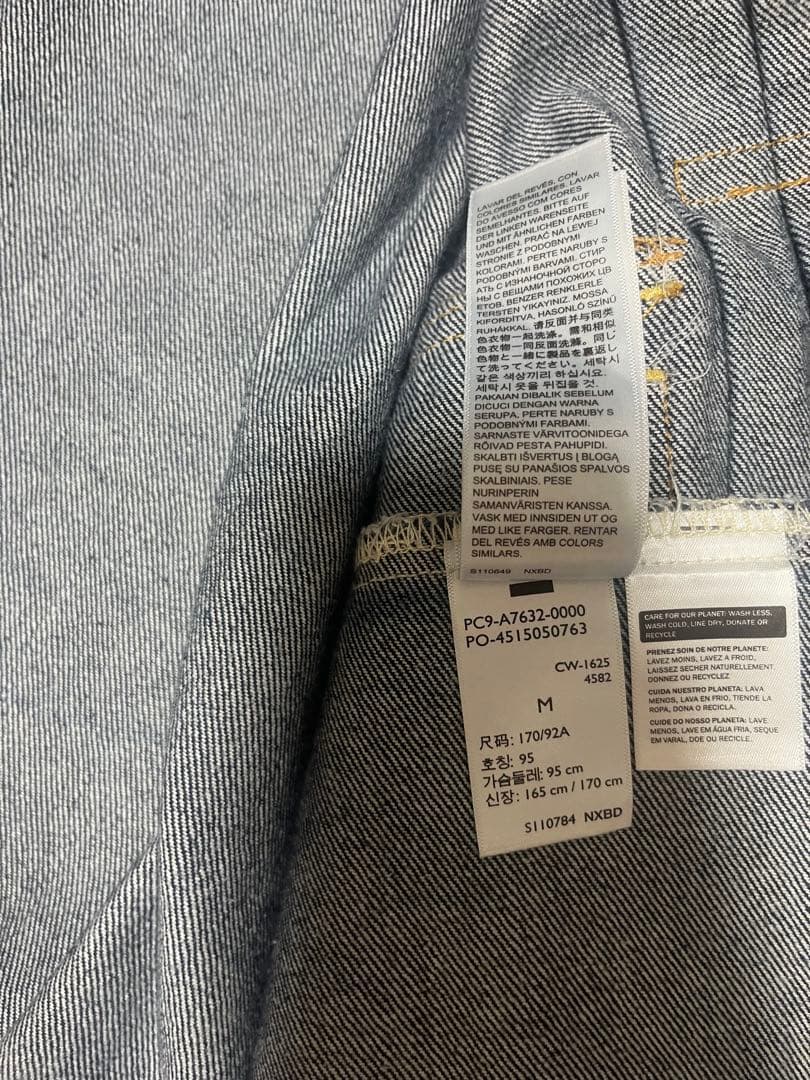 LAVAR DEL REVÉS, CON
COLORES SIMILARES. LAVAR
DO AVESSO COM CORES
SEMELHANTES. BITTE AUF
DER LINKEN WARENSEITE
UND MIT ÄHNLICHEN FARBEN
WASCHEN. PRAĆ NA LEWEJ
STRONIE Z PODOBNYMI
KOLORAMI. PERTE NARUBY S
PODOBNÝMI BARVAMI. СТИР
АТЬ С ИЗНАНОЧНОЙ СТОРО
НЫ С ВЕЩАМИ ПОХОЖИХ ЦВ
ЕТОВ. BENZER RENKLERLE
TERSTEN YIKAYINIZ. MOSSA
KIFORDÍTVA, HASONLÓ SZÍNŰ
RUHÁKKAL. 请反面并与同类
色衣物一起洗涤。需和相似
色衣物一同反面洗滌。同じ
色物と一緒に製品を裏返し
て洗ってください。세탁시
같은 색상끼리 하십시요.
세탁시 옷을 뒤집을 것.
PAKAIAN DIBALIK SEBELUM
DICUCI DENGAN WARNA
SERUPA. PERTE NARUBY S
PODOBNÝMI FARBAMI.
SARNASTE VÄRVITOONIDEGA
RÕIVAD PESTA PAHUPIDI.
SKALBTI IŠVERTUS Į BLOGĄ
PUSĘ SU PANAŠIOS SPALVOS
SKALBINIAIS. PESE
NURINPERIN
SAMANVÄRISTEN KANSSA.
VASK MED INNSIDEN UT OG
MED LIKE FARGER. RENTAR
DEL REVÉS AMB COLORS
SIMILARS.
S110649 NXBD
PC9-A7632-0000
PO-4515050763
CW-1625
4582
M
尺码: 170/92A
호칭: 95
가슴둘레: 95 cm
신장: 165 cm / 170 cm
S110784 NXBD
CARE FOR OUR PLANET: WASH LESS,
WASH COLD, LINE DRY, DONATE OR
RECYCLE
PRENEZ SOIN DE NOTRE PLANETE:
LAVEZ MOINS, LAVEZ A FROID,
LAISSEZ SECHER NATURELLEMENT,
DONNEZ OU RECYCLEZ
CUIDA NUESTRO PLANETA: LAVA
MENOS, LAVA EN FRIO, TIENDE LA
ROPA, DONA O RECICLA.
CUIDE DO NOSSO PLANETA: LAVE
MENOS, LAVE EM ÁGUA FRIA, SEQUE
EM VARAL, DOE OU RECICLE.